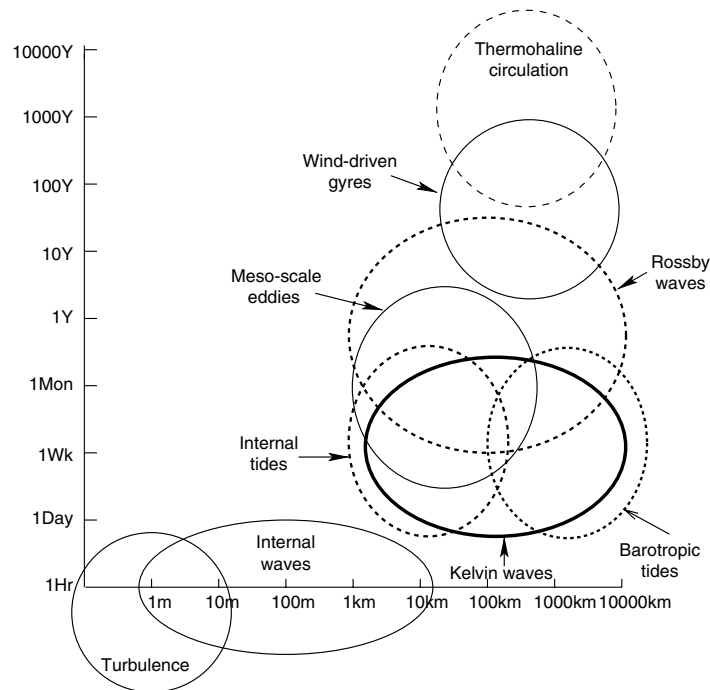 10000Y
Thermohaline
circulation
1000Y
Wind-driven
gyres
100Y
10Y
Rossby
waves
Meso-scale
eddies
1Y
1Mon
Internal
tides
1Wk
1Day
Internal
waves
Barotropic
tides
Kelvin waves
1Hr
1m 10m 100m 1km 10km 100km 1000km 10000km
Turbulence